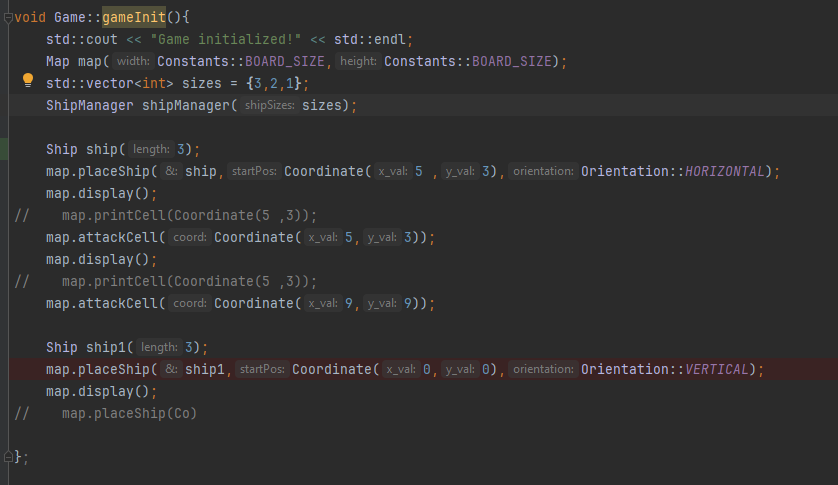 void Game::gameInit(){
std::cout << "Game initialized!" << std::endl;
Map map( width: Constants::BOARD_SIZE, height: Constants::BOARD_SIZE);
std::vector<int> sizes = {3,2,1};
ShipManager shipManager( shipSizes: sizes);
Ship ship( length: 3);
map.placeShip( &: ship, startPos: Coordinate( x_val: 5 , y_val: 3), orientation: Orientation::HORIZONTAL);
map.display();
// map.printCell(Coordinate(5 ,3));
map.attackCell( coord: Coordinate( x_val: 5, y_val: 3));
map.display();
// map.printCell(Coordinate(5 ,3));
map.attackCell( coord: Coordinate( x_val: 9, y_val: 9));
Ship ship1( length: 3);
map.placeShip( &: ship1, startPos: Coordinate( x_val: 0, y_val: 0), orientation: Orientation::VERTICAL);
map.display();
// map.placeShip(Co)
};